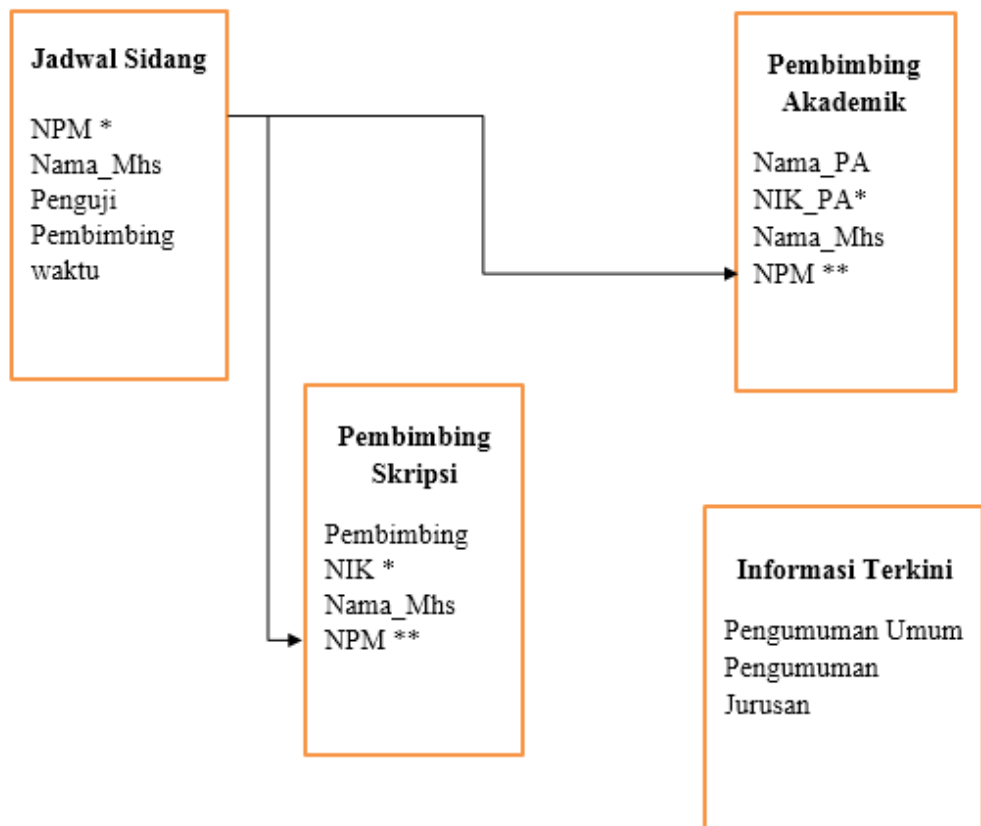 Jadwal Sidang
NPM *
Nama_Mhs
Penguji
Pembimbing
waktu
Pembimbing
Akademik
Nama_PA
NIK_PA*
Nama_Mhs
NPM **
Pembimbing
Skripsi
Pembimbing
NIK *
Nama_Mhs
NPM **
Informasi Terkini
Pengumuman Umum
Pengumuman
Jurusan